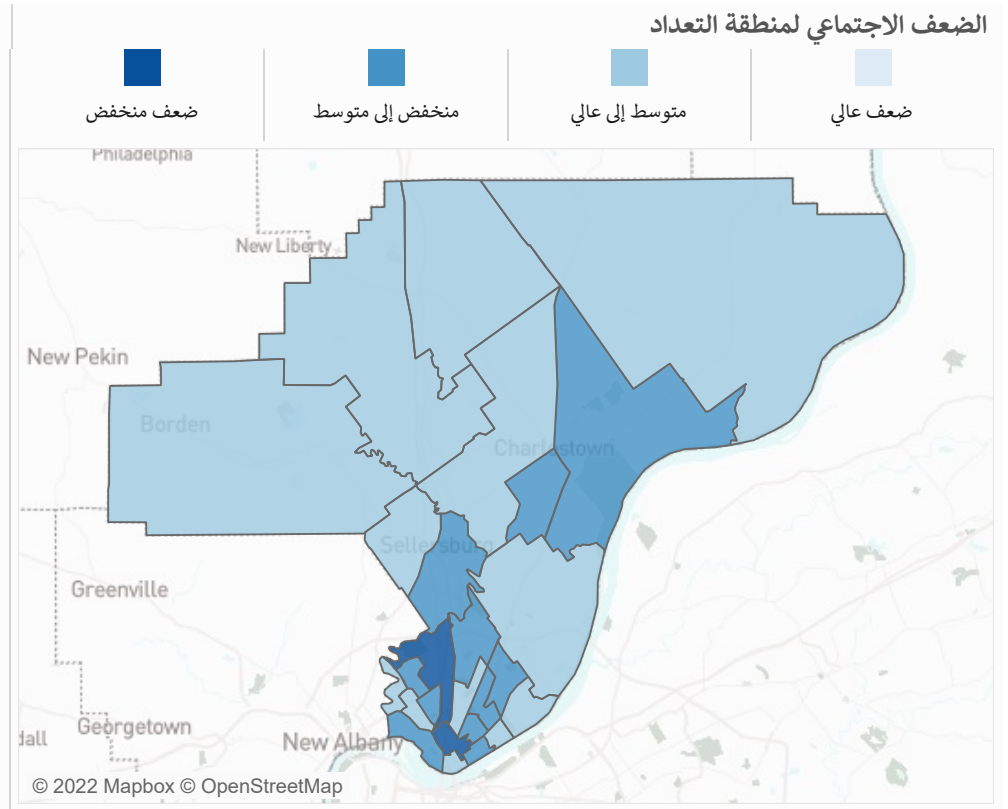 الضعف الاجتماعي لمنطقة التعداد
ضعف عالي
متوسط إلى عالي
منخفض إلى متوسط
ضعف منخفض
Philadelphia
New Liberty
New Pekin
Borden
Charlestown
Sellersburg
Greenville
Georgetown
dall
New Albany
© 2022 Mapbox © OpenStreetMap